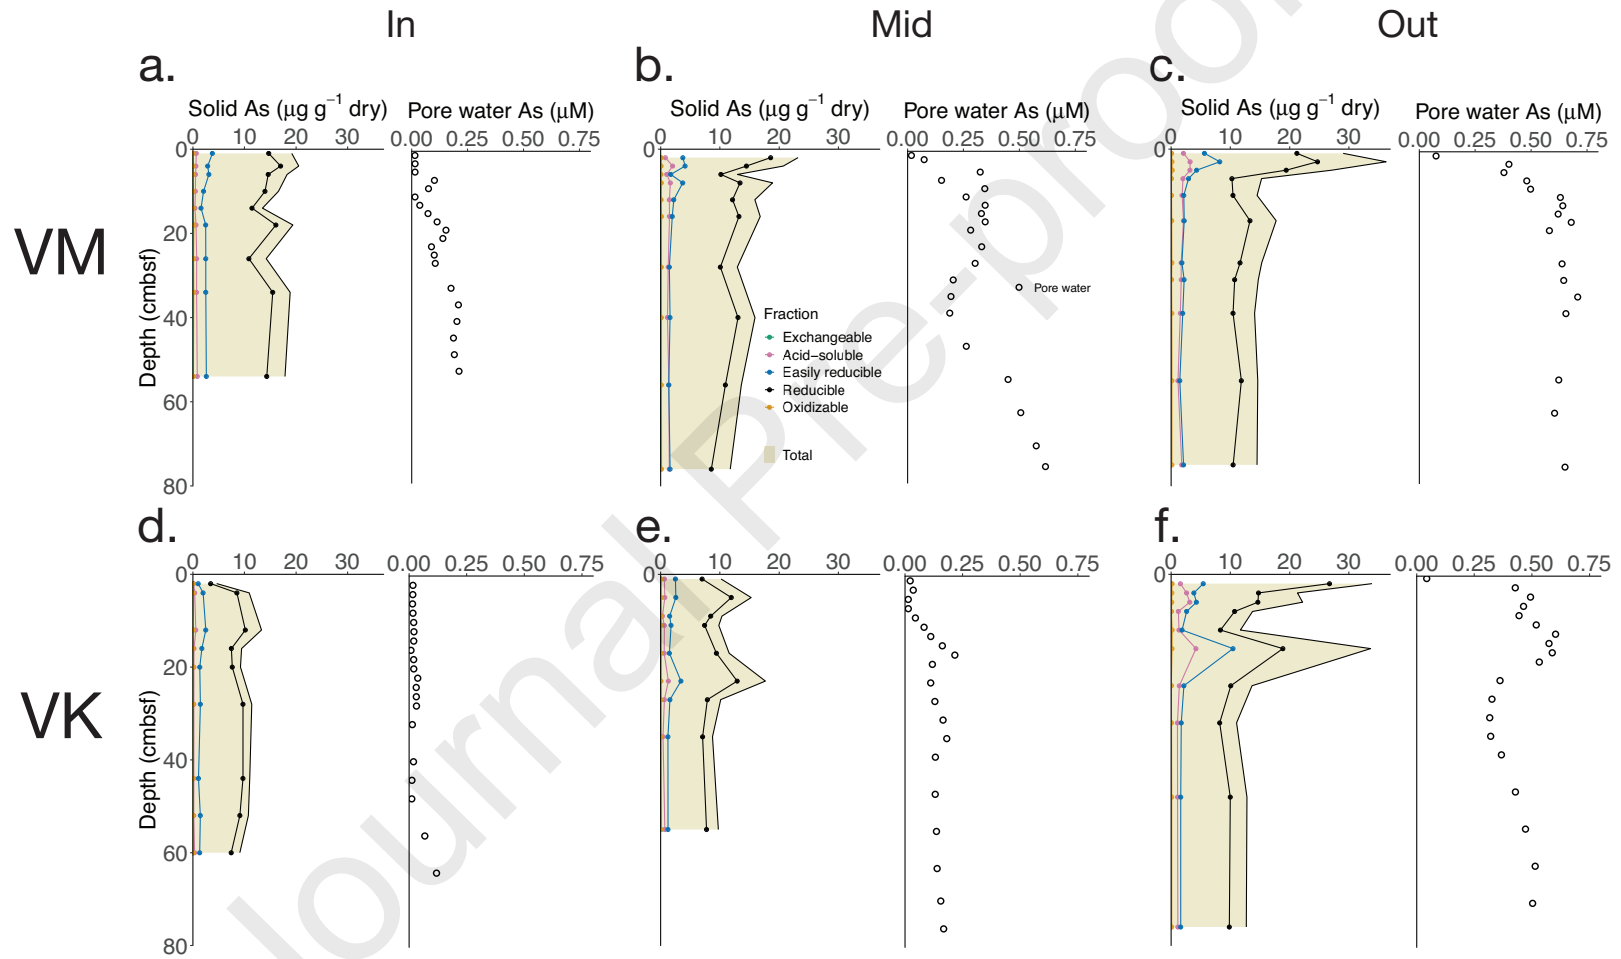 In Mid Out
a. b. c.
Solid As (μg g⁻¹ dry) Pore water As (μM) Solid As (μg g⁻¹ dry) Pore water As (μM) Solid As (μg g⁻¹ dry) Pore water As (μM)
0 10 20 30 0.00 0.25 0.50 0.75 0 10 20 30 0.00 0.25 0.50 0.75 0 10 20 30 0.00 0.25 0.50 0.75
VM
Depth (cmbsf)
0
20
40
60
80
0
0
Pore water
Fraction
Exchangeable
Acid−soluble
Easily reducible
Reducible
Oxidizable
Total
d. e. f.
0 10 20 30 0.00 0.25 0.50 0.75 0 10 20 30 0.00 0.25 0.50 0.75 0 10 20 30 0.00 0.25 0.50 0.75
VK
Depth (cmbsf)
0
20
40
60
80
0
0
Journal Pre-proof